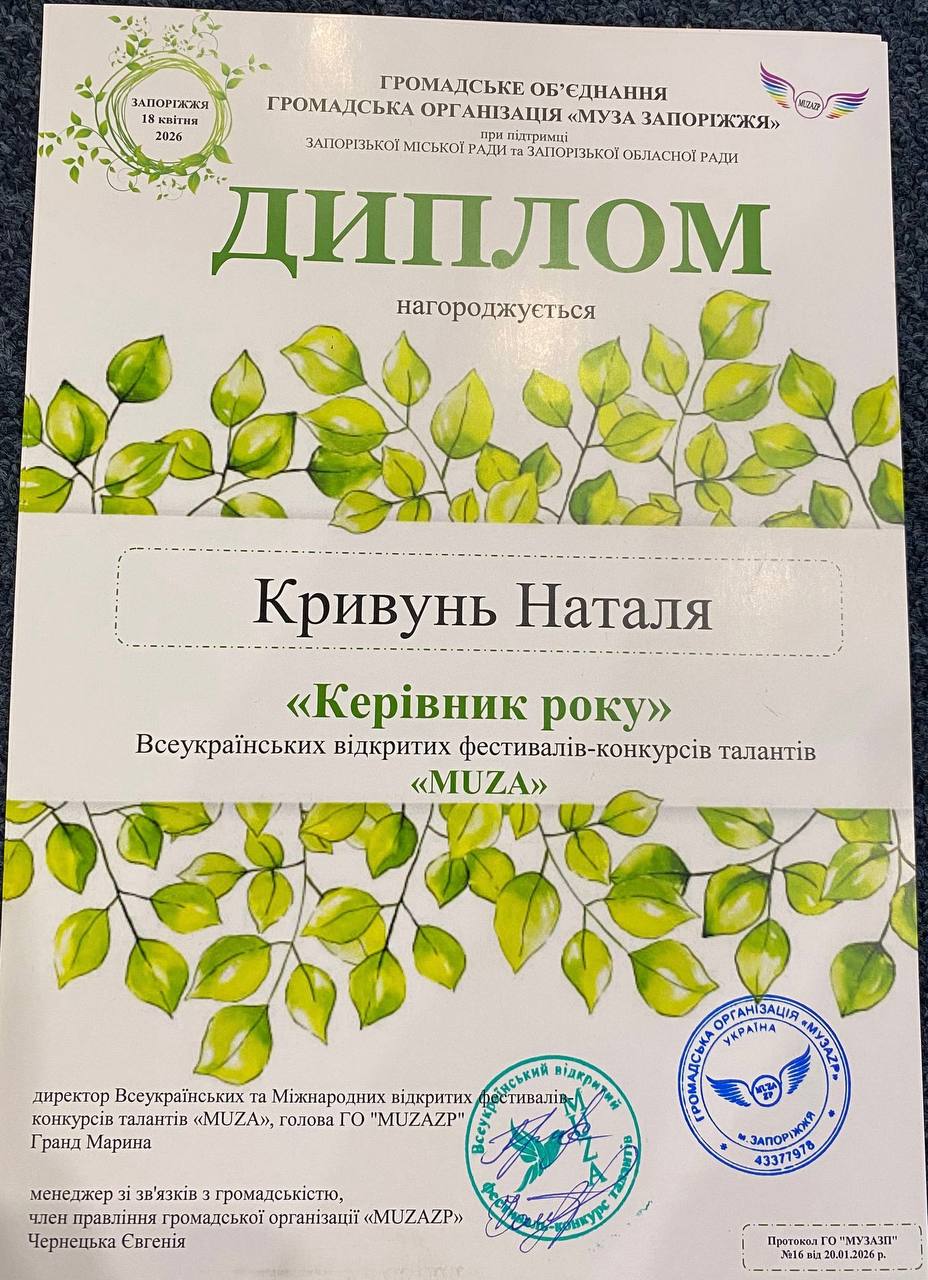 ЗАПОРІЖЖЯ
18 квітня
2026
MUZAZP
ГРОМАДСЬКЕ ОБ’ЄДНАННЯ
ГРОМАДСЬКА ОРГАНІЗАЦІЯ «МУЗА ЗАПОРІЖЖЯ»
при підтримці
ЗАПОРІЗЬКОЇ МІСЬКОЇ РАДИ та ЗАПОРІЗЬКОЇ ОБЛАСНОЇ РАДИ
ДИПЛОМ
нагороджується
Кривунь Наталя
«Керівник року»
Всеукраїнських відкритих фестивалів-конкурсів талантів
«MUZA»
директор Всеукраїнських та Міжнародних відкритих фестивалів-
конкурсів талантів «MUZA», голова ГО "MUZAZP"
Гранд Марина
менеджер зі зв'язків з громадськістю,
член правління громадської організації «MUZAZP»
Чернецька Євгенія
Всеукраїнський відкритий
фестиваль-конкурс талантів
MUZA
ГРОМАДСЬКА ОРГАНІЗАЦІЯ «МУЗАZP»
УКРАЇНА
MUZA
ZP
м. ЗАПОРІЖЖЯ
* 43377978 *
Протокол ГО "МУЗАЗП"
№16 від 20.01.2026 р.